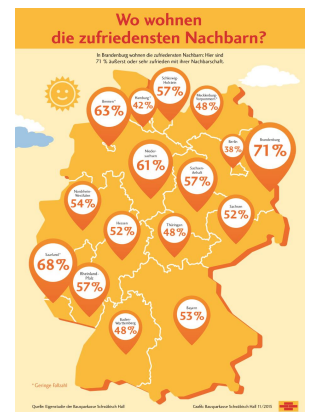 Wo wohnen
die zufriedensten Nachbarn?
In Brandenburg wohnen die zufriedensten Nachbarn: Hier sind
71 % äußerst oder sehr zufrieden mit ihrer Nachbarschaft.
Schleswig-
Holstein
57%
Hamburg*
42%
Mecklenburg-
Vorpommern*
48%
Bremen*
63%
Berlin
38%
Brandenburg
71%
Nieder-
sachsen
61%
Sachsen-
Anhalt
57%
Nordrhein-
Westfalen
54%
Sachsen
52%
Hessen
52%
Thüringen
48%
Saarland*
68%
Rheinland-
Pfalz
57%
Bayern
53%
Baden-
Württemberg
48%
* Geringe Fallzahl
Quelle: Eigenstudie der Bausparkasse Schwäbisch Hall
Grafik: Bausparkasse Schwäbisch Hall 11/2015